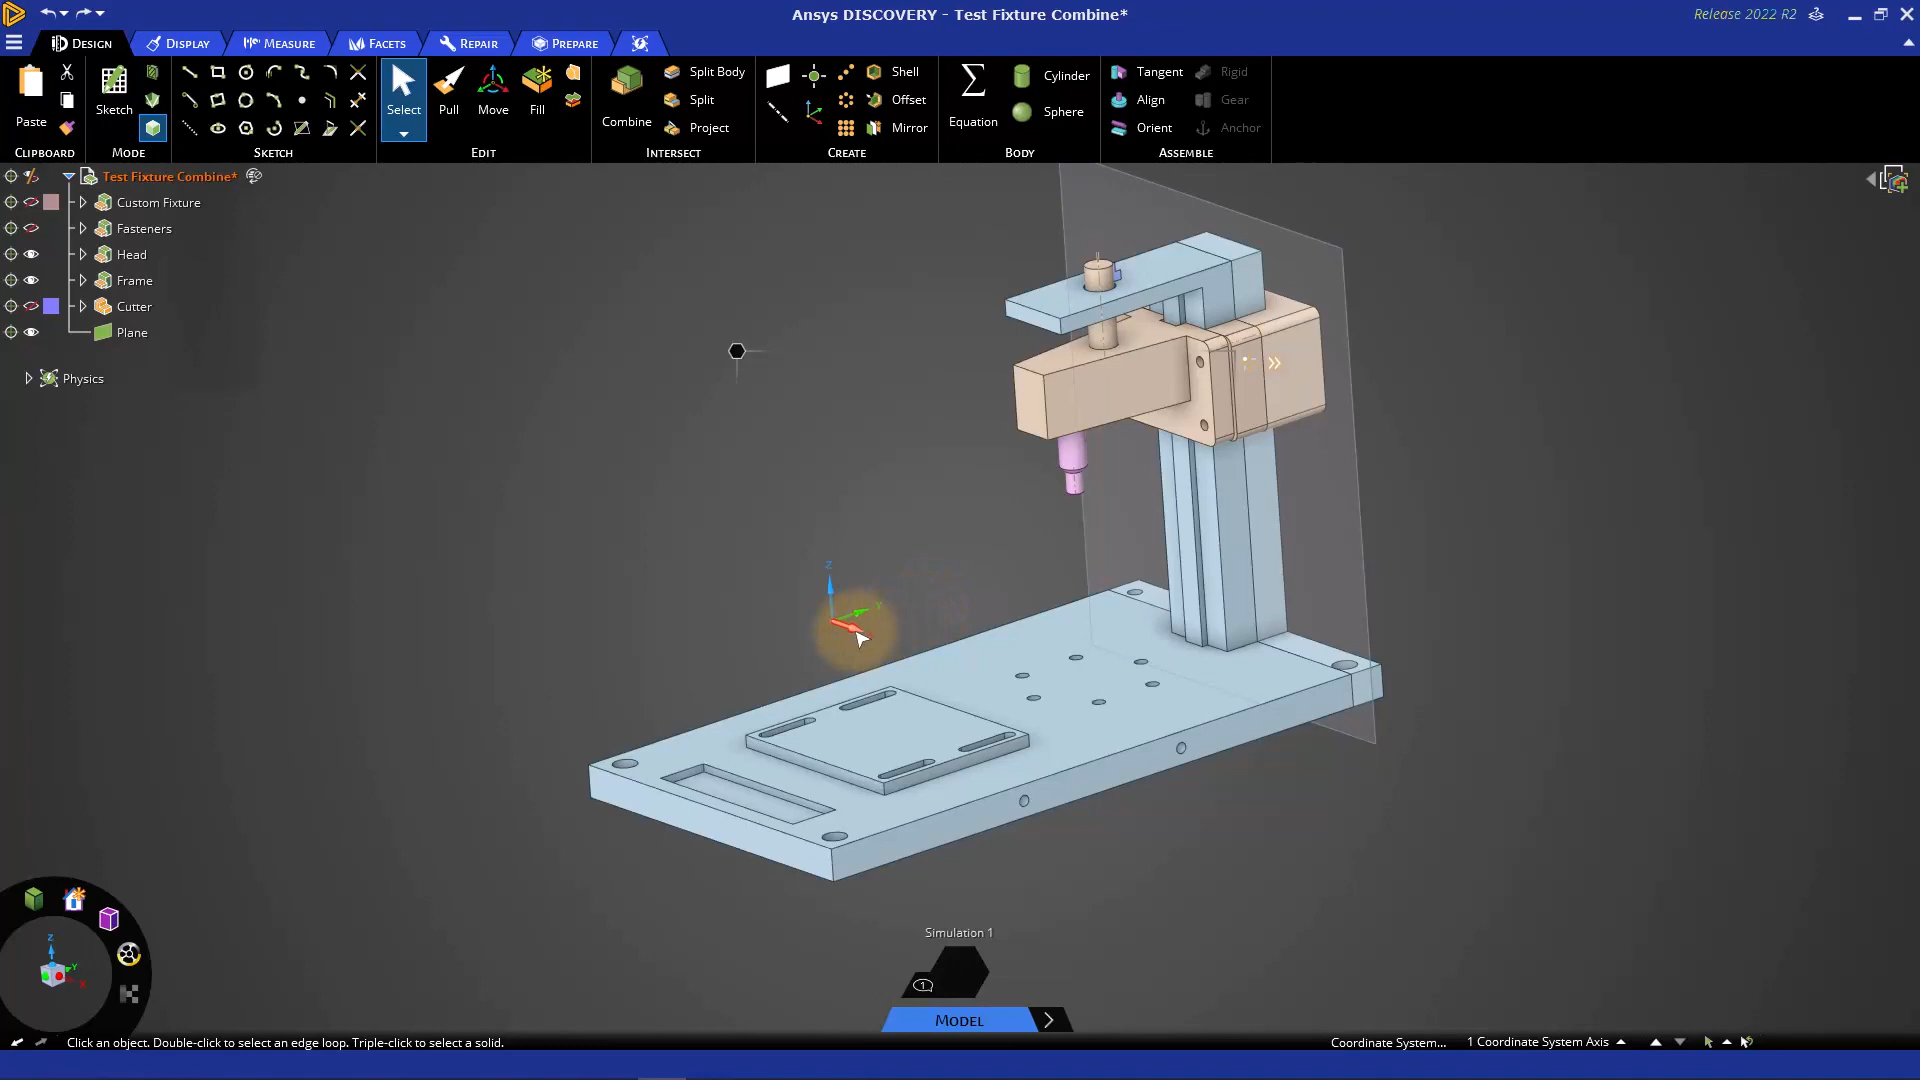 Ansys DISCOVERY - Test Fixture Combine*
Release 2022 R2
DESIGN
DISPLAY
MEASURE
FACETS
REPAIR
PREPARE
Paste
CLIPBOARD
Sketch
MODE
SKETCH
Select
Pull
Move
Fill
EDIT
Combine
Split Body
Split
Project
INTERSECT
Shell
Offset
Mirror
CREATE
Equation
Cylinder
Sphere
BODY
Tangent
Align
Orient
Rigid
Gear
Anchor
ASSEMBLE
Test Fixture Combine*
Custom Fixture
Fasteners
Head
Frame
Cutter
Plane
Physics
Z
Y
Z
Y
X
Simulation 1
1
MODEL
Click an object. Double-click to select an edge loop. Triple-click to select a solid.
Coordinate System...
1 Coordinate System Axis